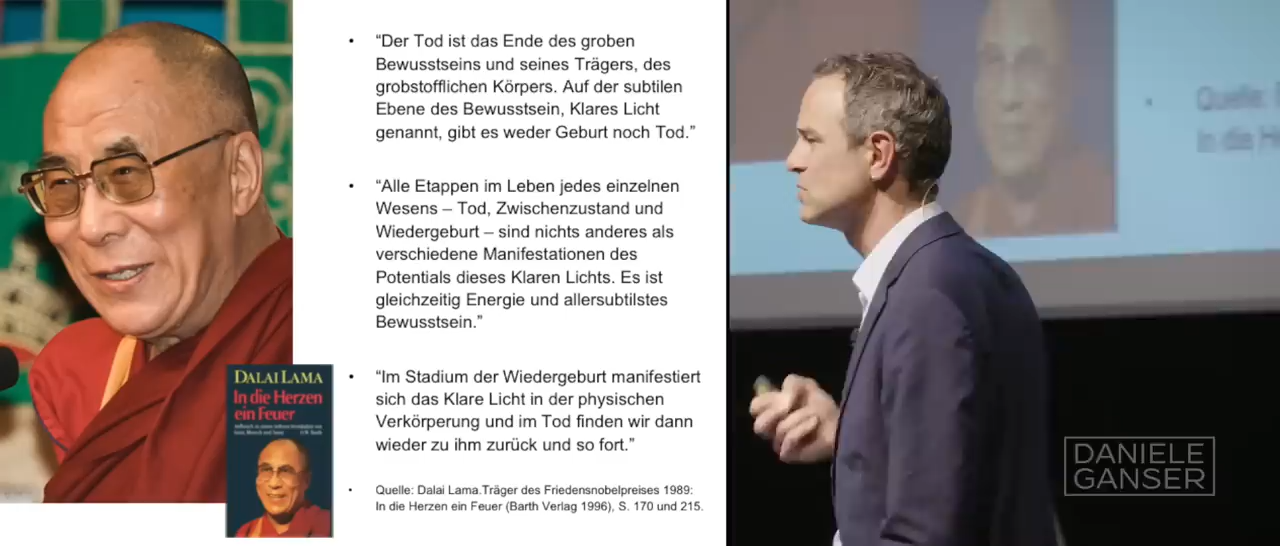 “Der Tod ist das Ende des groben
Bewusstseins und seines Trägers, des
grobstofflichen Körpers. Auf der subtilen
Ebene des Bewusstsein, Klares Licht
genannt, gibt es weder Geburt noch Tod.”
“Alle Etappen im Leben jedes einzelnen
Wesens – Tod, Zwischenzustand und
Wiedergeburt – sind nichts anderes als
verschiedene Manifestationen des
Potentials dieses Klaren Lichts. Es ist
gleichzeitig Energie und allersubtilstes
Bewusstsein.”
“Im Stadium der Wiedergeburt manifestiert
sich das Klare Licht in der physischen
Verkörperung und im Tod finden wir dann
wieder zu ihm zurück und so fort.”
Quelle: Dalai Lama.Träger des Friedensnobelpreises 1989:
In die Herzen ein Feuer (Barth Verlag 1996), S. 170 und 215.
DALAI LAMA
In die Herzen
ein Feuer
Quelle:
In die H
DANIELE
GANSER